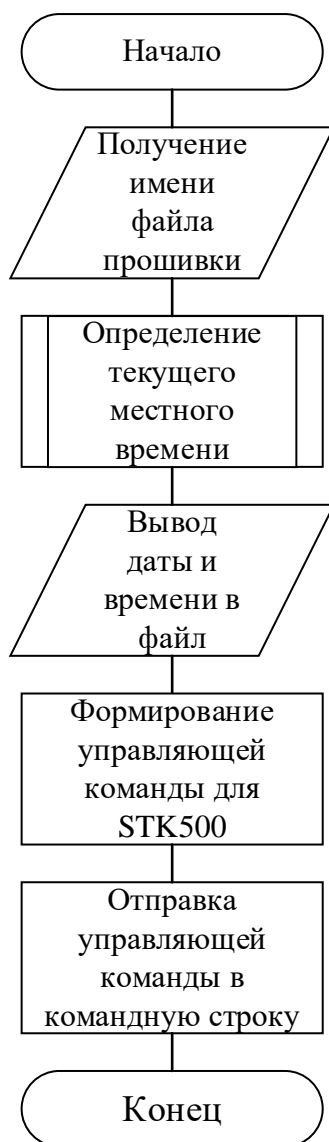 Начало
Получение
имени
файла
прошивки
Определение
текущего
местного
времени
Вывод
даты и
времени в
файл
Формирование
управляющей
команды для
STK500
Отправка
управляющей
команды в
командную строку
Конец